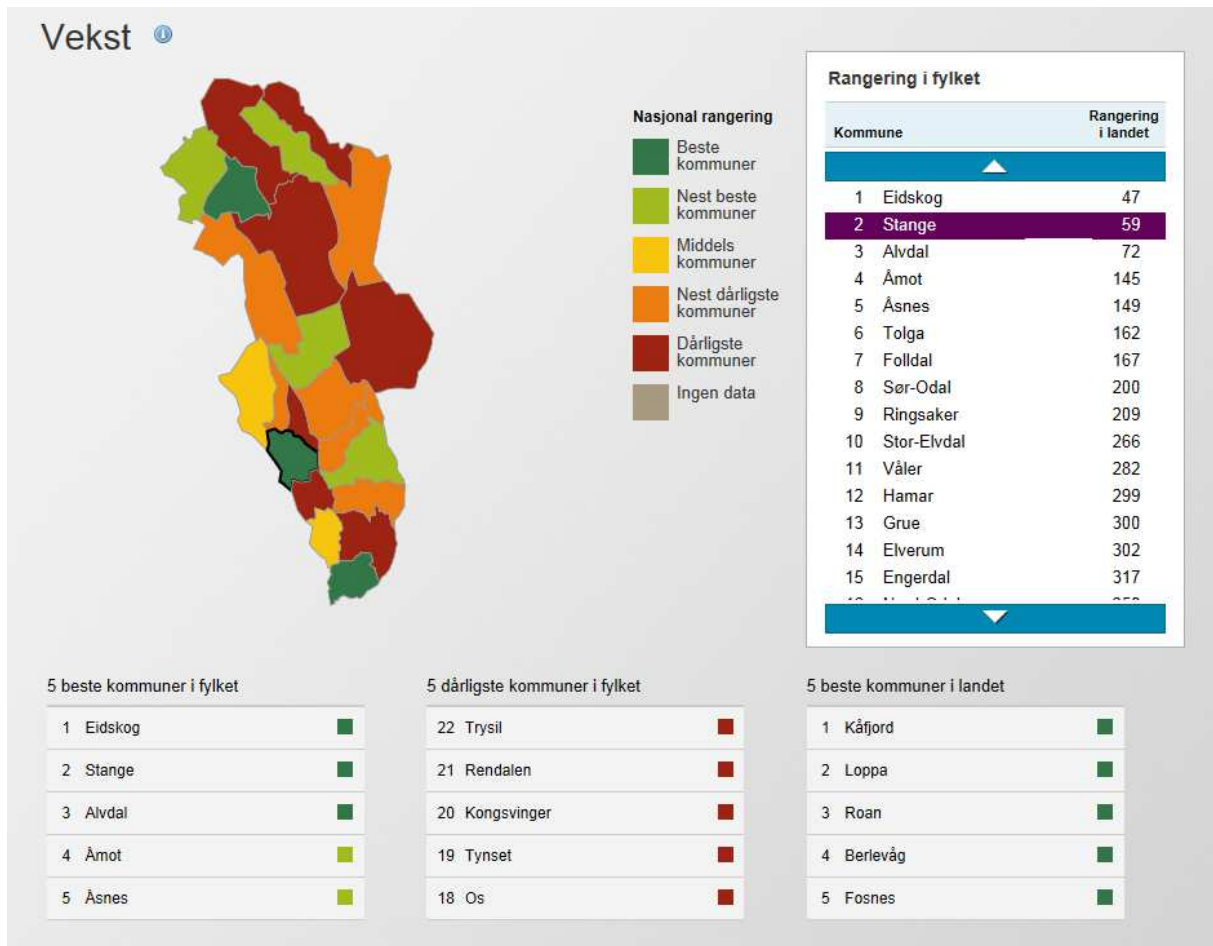 Vekst
Nasjonal rangering
Beste
kommuner
Nest beste
kommuner
Middels
kommuner
Nest dårligste
kommuner
Dårligste
kommuner
Ingen data
Rangering i fylket
Kommune Rangering
i landet
1 Eidskog 47
2 Stange 59
3 Alvdal 72
4 Åmot 145
5 Åsnes 149
6 Tolga 162
7 Folldal 167
8 Sør-Odal 200
9 Ringsaker 209
10 Stor-Elvdal 266
11 Våler 282
12 Hamar 299
13 Grue 300
14 Elverum 302
15 Engerdal 317
5 beste kommuner i fylket
1 Eidskog
2 Stange
3 Alvdal
4 Åmot
5 Åsnes
5 dårligste kommuner i fylket
22 Trysil
21 Rendalen
20 Kongsvinger
19 Tynset
18 Os
5 beste kommuner i landet
1 Kåfjord
2 Loppa
3 Roan
4 Berlevåg
5 Fosnes